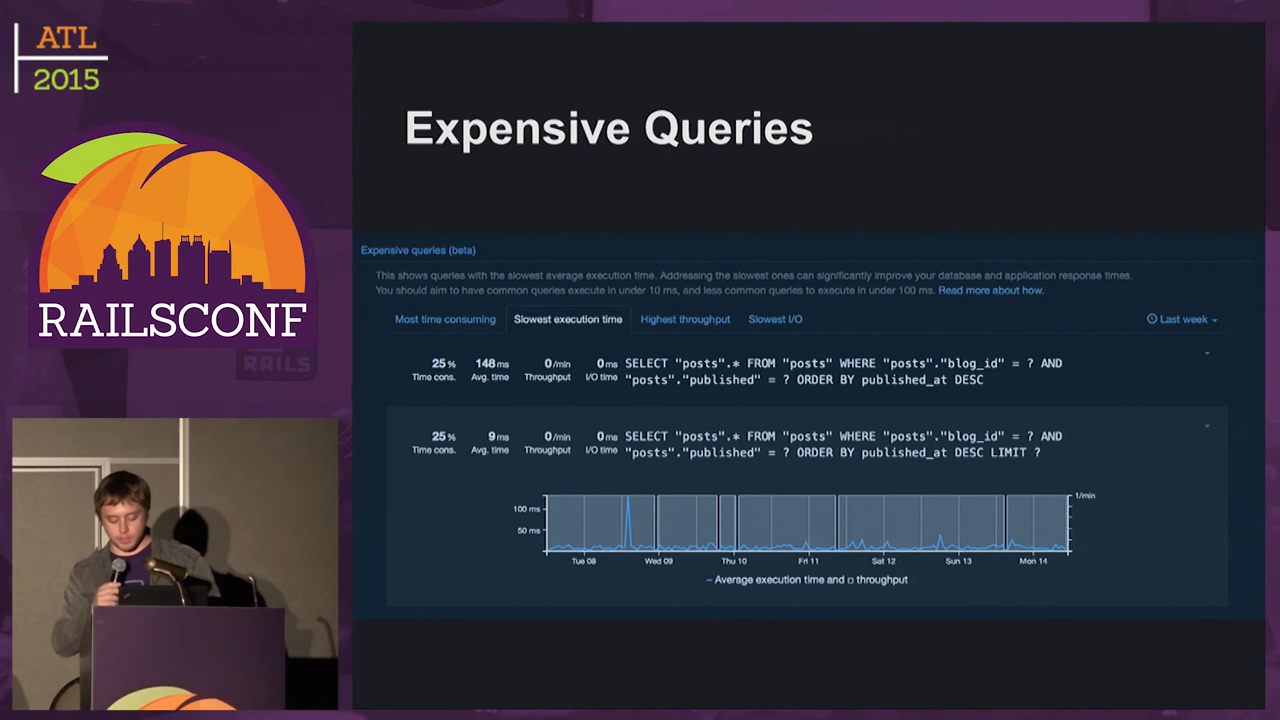 ATL
2015
RAILSCONF
RAILS
Expensive Queries
Expensive queries (beta)
This shows queries with the slowest average execution time. Addressing the slowest ones can significantly improve your database and application response times.
You should aim to have common queries execute in under 10 ms, and less common queries to execute in under 100 ms. Read more about how.
Most time consuming Slowest execution time Highest throughput Slowest I/O Last week
25% 148ms 0/min 0ms SELECT "posts".* FROM "posts" WHERE "posts"."blog_id" = ? AND
Time cons. Avg. time Throughput I/O time "posts"."published" = ? ORDER BY published_at DESC
25% 9ms 0/min 0ms SELECT "posts".* FROM "posts" WHERE "posts"."blog_id" = ? AND
Time cons. Avg. time Throughput I/O time "posts"."published" = ? ORDER BY published_at DESC LIMIT ?
1/min
100 ms
50 ms
Tue 08 Wed 09 Thu 10 Fri 11 Sat 12 Sun 13 Mon 14
Average execution time and throughput